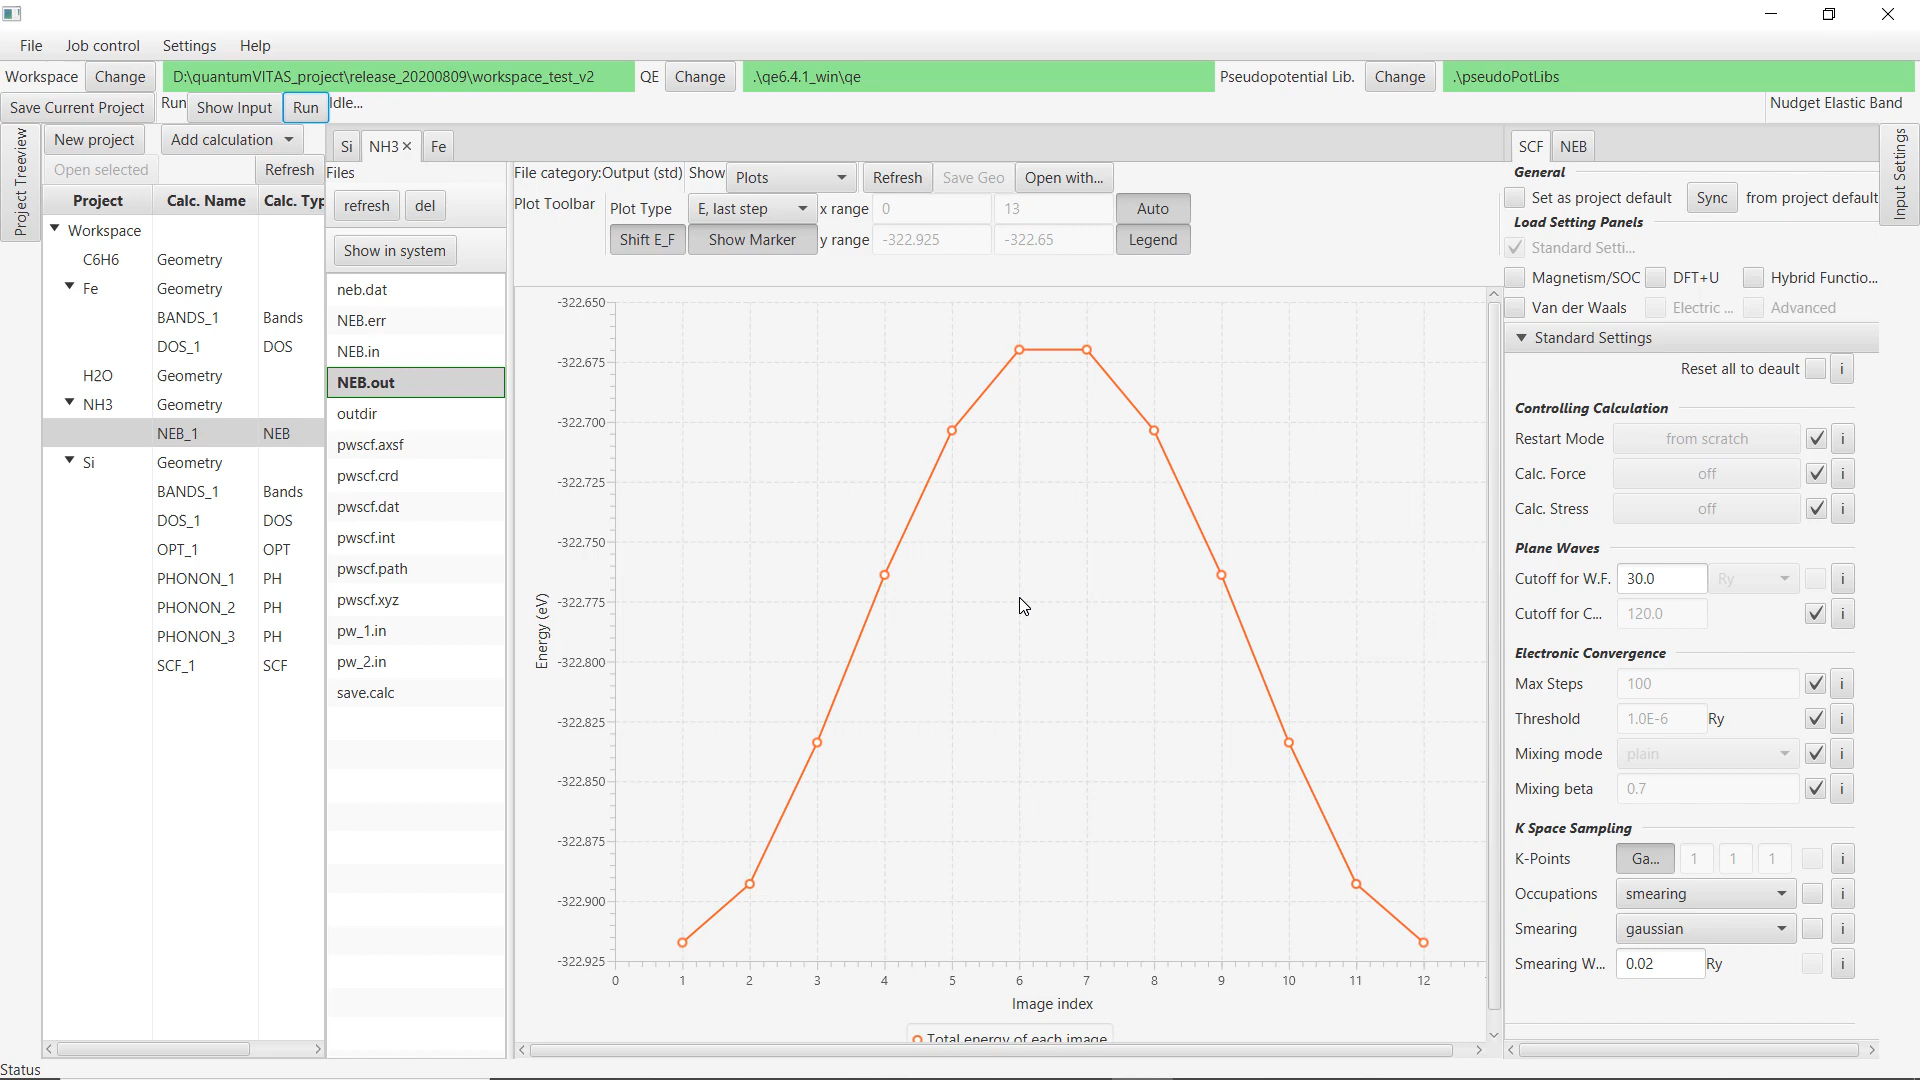 File Job control Settings Help
Workspace Change D:\quantumVITAS_project\release_20200809\workspace_test_v2 QE Change .\qe6.4.1_win\qe Pseudopotential Lib. Change .\pseudoPotLibs
Save Current Project Run Show Input Run Idle... Nudget Elastic Band
Project Treeview
New project Add calculation
Open selected Refresh
Project Calc. Name Calc. Typ
Workspace
C6H6 Geometry
Fe Geometry
BANDS_1 Bands
DOS_1 DOS
H2O Geometry
NH3 Geometry
NEB_1 NEB
Si Geometry
BANDS_1 Bands
DOS_1 DOS
OPT_1 OPT
PHONON_1 PH
PHONON_2 PH
PHONON_3 PH
SCF_1 SCF
Si NH3 × Fe
Files
refresh del
Show in system
neb.dat
NEB.err
NEB.in
NEB.out
outdir
pwscf.axsf
pwscf.crd
pwscf.dat
pwscf.int
pwscf.path
pwscf.xyz
pw_1.in
pw_2.in
save.calc
File category:Output (std) Show Plots Refresh Save Geo Open with...
Plot Toolbar Plot Type E, last step x range 0 13 Auto
Shift E_F Show Marker y range -322.925 -322.65 Legend
Energy (eV)
-322.650
-322.675
-322.700
-322.725
-322.750
-322.775
-322.800
-322.825
-322.850
-322.875
-322.900
-322.925
0 1 2 3 4 5 6 7 8 9 10 11 12
Image index
Total energy of each image
SCF NEB
Input Settings
General
Set as project default Sync from project default
Load Setting Panels
Standard Setti...
Magnetism/SOC DFT+U Hybrid Functio...
Van der Waals Electric ... Advanced
Standard Settings
Reset all to deault i
Controlling Calculation
Restart Mode from scratch i
Calc. Force off i
Calc. Stress off i
Plane Waves
Cutoff for W.F. 30.0 Ry i
Cutoff for C... 120.0 i
Electronic Convergence
Max Steps 100 i
Threshold 1.0E-6 Ry i
Mixing mode plain i
Mixing beta 0.7 i
K Space Sampling
K-Points Ga... 1 1 1 i
Occupations smearing i
Smearing gaussian i
Smearing W... 0.02 Ry i
Status